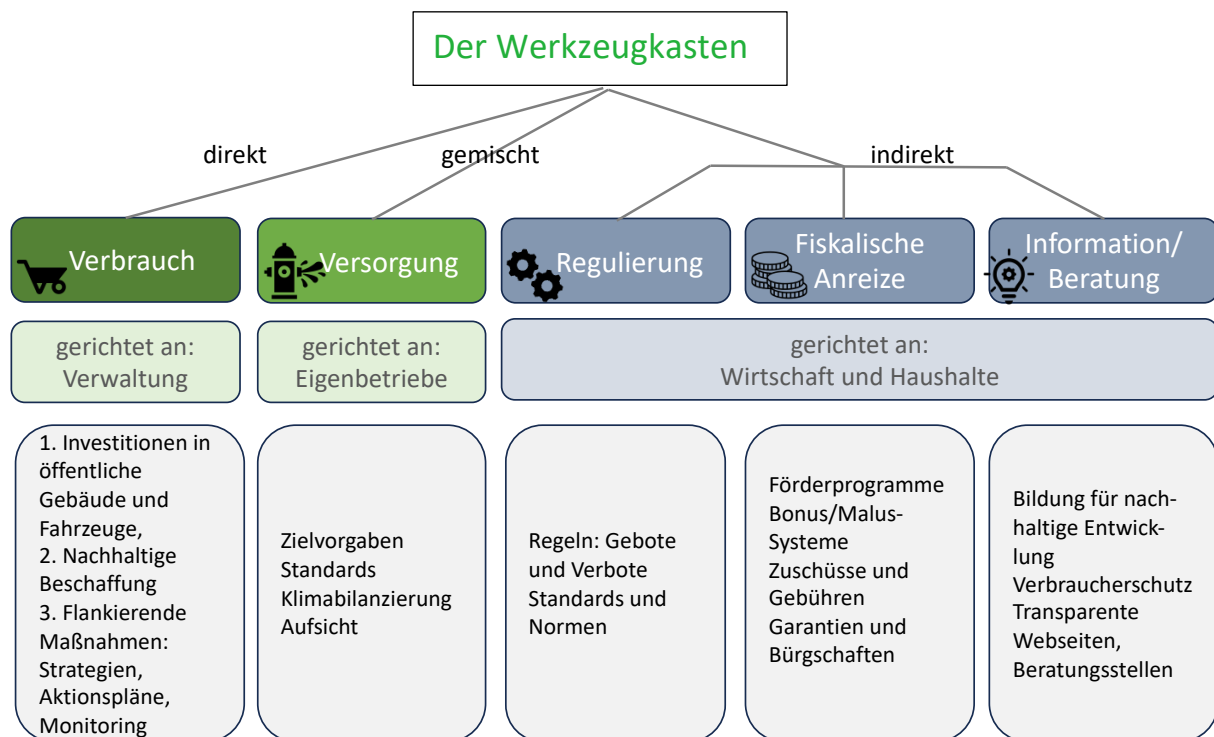 Der Werkzeugkasten
direkt
gemischt
indirekt
Verbrauch
Versorgung
Regulierung
Fiskalische
Anreize
Information/
Beratung
gerichtet an:
Verwaltung
gerichtet an:
Eigenbetriebe
gerichtet an:
Wirtschaft und Haushalte
1. Investitionen in
öffentliche
Gebäude und
Fahrzeuge,
2. Nachhaltige
Beschaffung
3. Flankierende
Maßnahmen:
Strategien,
Aktionspläne,
Monitoring
Zielvorgaben
Standards
Klimabilanzierung
Aufsicht
Regeln: Gebote
und Verbote
Standards und
Normen
Förderprogramme
Bonus/Malus-
Systeme
Zuschüsse und
Gebühren
Garantien und
Bürgschaften
Bildung für nach-
haltige Entwick-
lung
Verbraucherschutz
Transparente
Webseiten,
Beratungsstellen